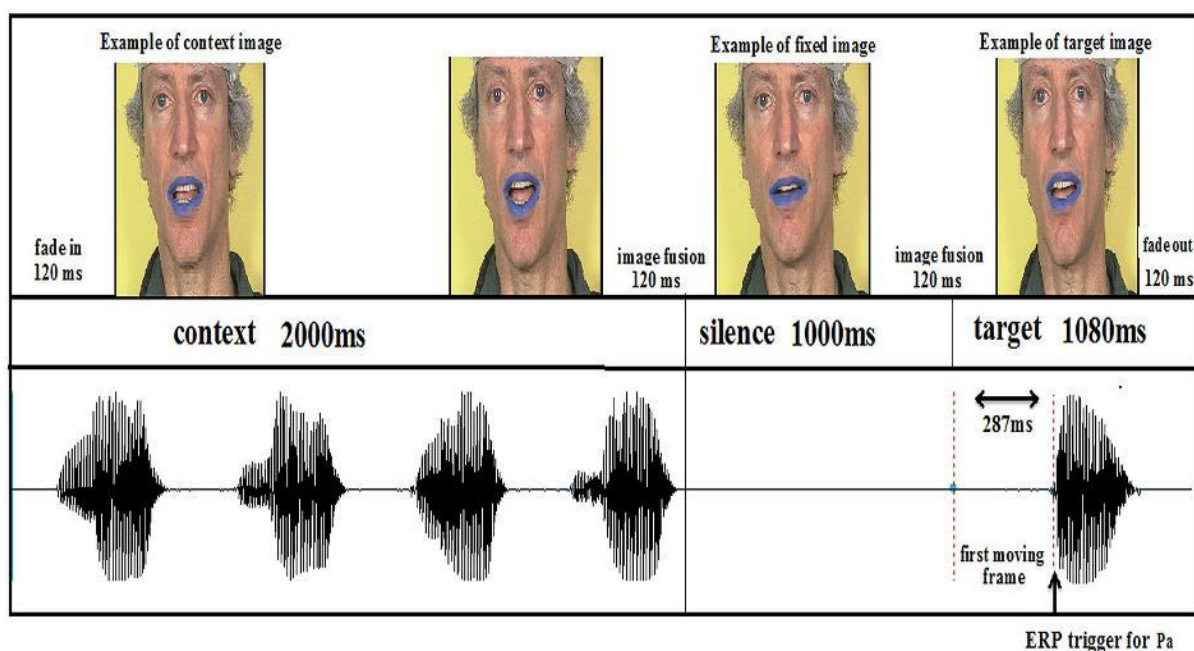 Example of context image
Example of fixed image
Example of target image
fade in
120 ms
image fusion
120 ms
image fusion
120 ms
fade out
120 ms
context 2000ms
silence 1000ms
target 1080ms
287ms
first moving
frame
ERP trigger for Pa